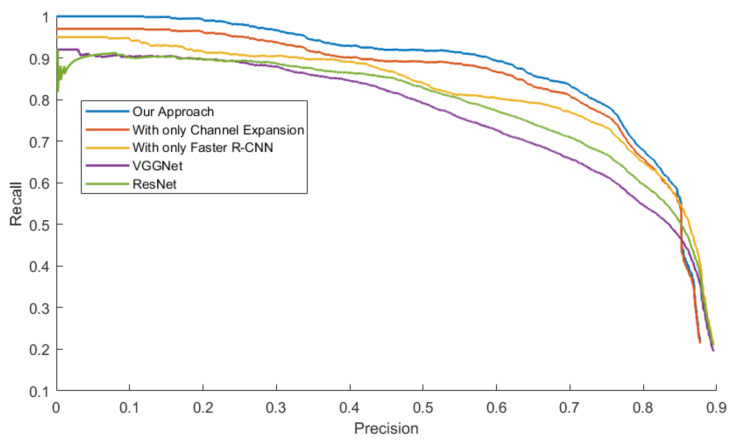 1
0.9
0.8
0.7
0.6
0.5
0.4
0.3
0.2
0.1
Recall
Our Approach
With only Channel Expansion
With only Faster R-CNN
VGGNet
ResNet
0 0.1 0.2 0.3 0.4 0.5 0.6 0.7 0.8 0.9
Precision